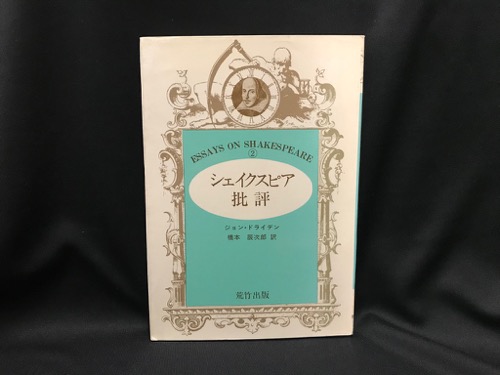 ESSAYS ON SHAKESPEARE
②
シェイクスピア
批評
ジョン・ドライデン
橋本 辰次郎 訳
荒竹出版